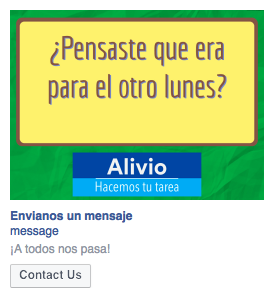 ¿Pensaste que era
para el otro lunes?
Alivio
Hacemos tu tarea
Envianos un mensaje
message
¡A todos nos pasa!
Contact Us